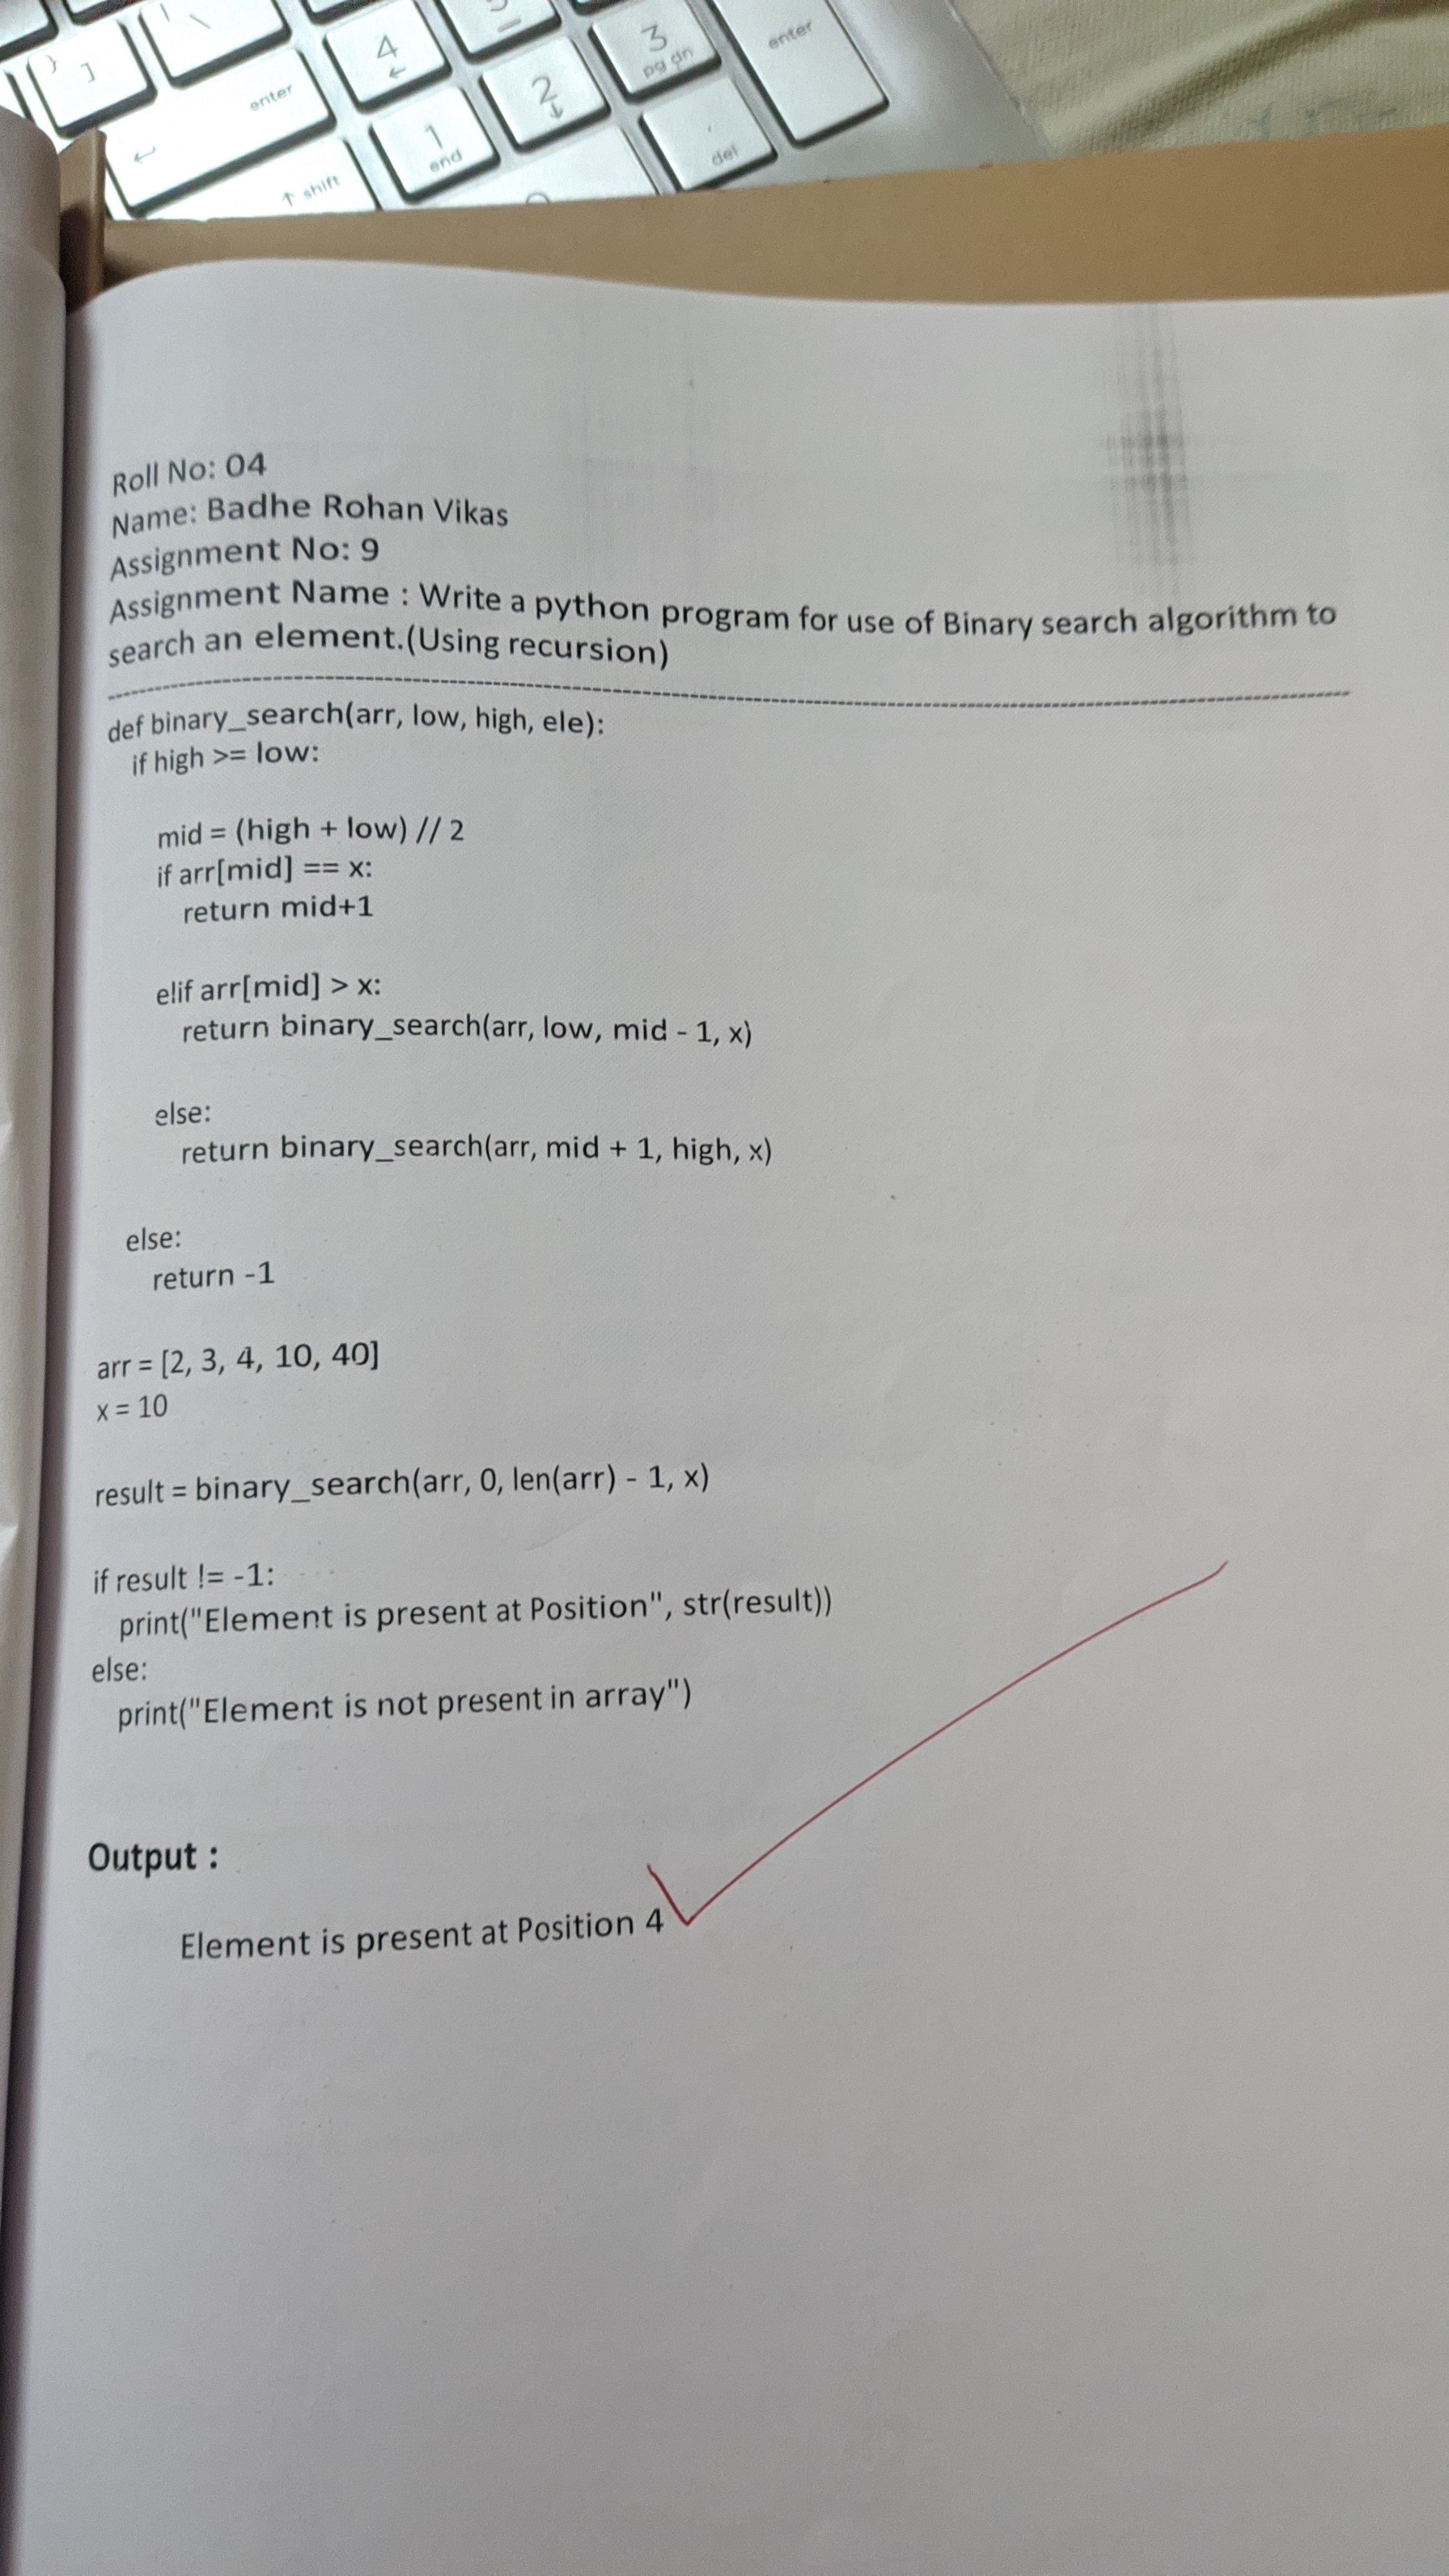 } ]
| \
4
3
pg dn
enter
enter
2
1
end
del
shift
Roll No: 04
Name: Badhe Rohan Vikas
Assignment No: 9
Assignment Name : Write a python program for use of Binary search algorithm to
search an element.(Using recursion)
--------------------------------------------------------------------------------
def binary_search(arr, low, high, ele):
if high >= low:
mid = (high + low) // 2
if arr[mid] == x:
return mid+1
elif arr[mid] > x:
return binary_search(arr, low, mid - 1, x)
else:
return binary_search(arr, mid + 1, high, x)
else:
return -1
arr = [2, 3, 4, 10, 40]
x = 10
result = binary_search(arr, 0, len(arr) - 1, x)
if result != -1:
print("Element is present at Position", str(result))
else:
print("Element is not present in array")
Output :
Element is present at Position 4